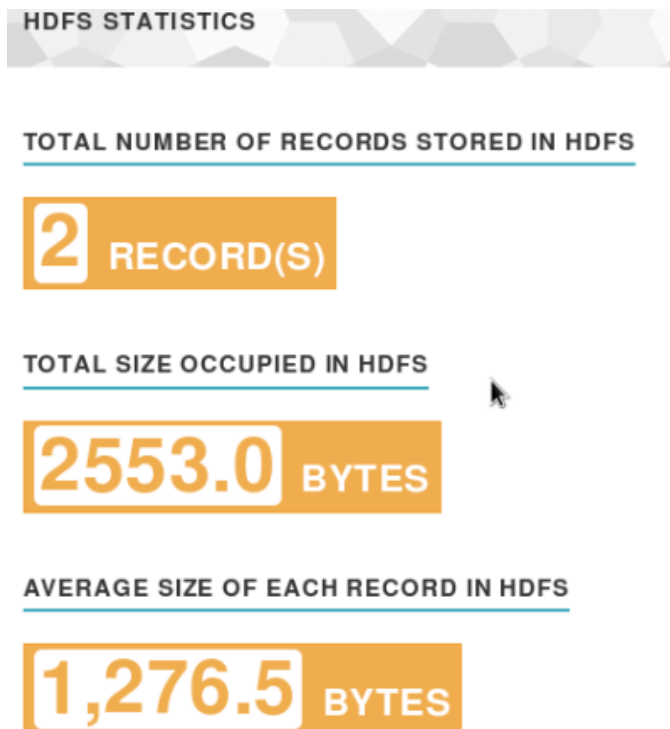 HDFS STATISTICS
TOTAL NUMBER OF RECORDS STORED IN HDFS
2 RECORD(S)
TOTAL SIZE OCCUPIED IN HDFS
2553.0 BYTES
AVERAGE SIZE OF EACH RECORD IN HDFS
1,276.5 BYTES